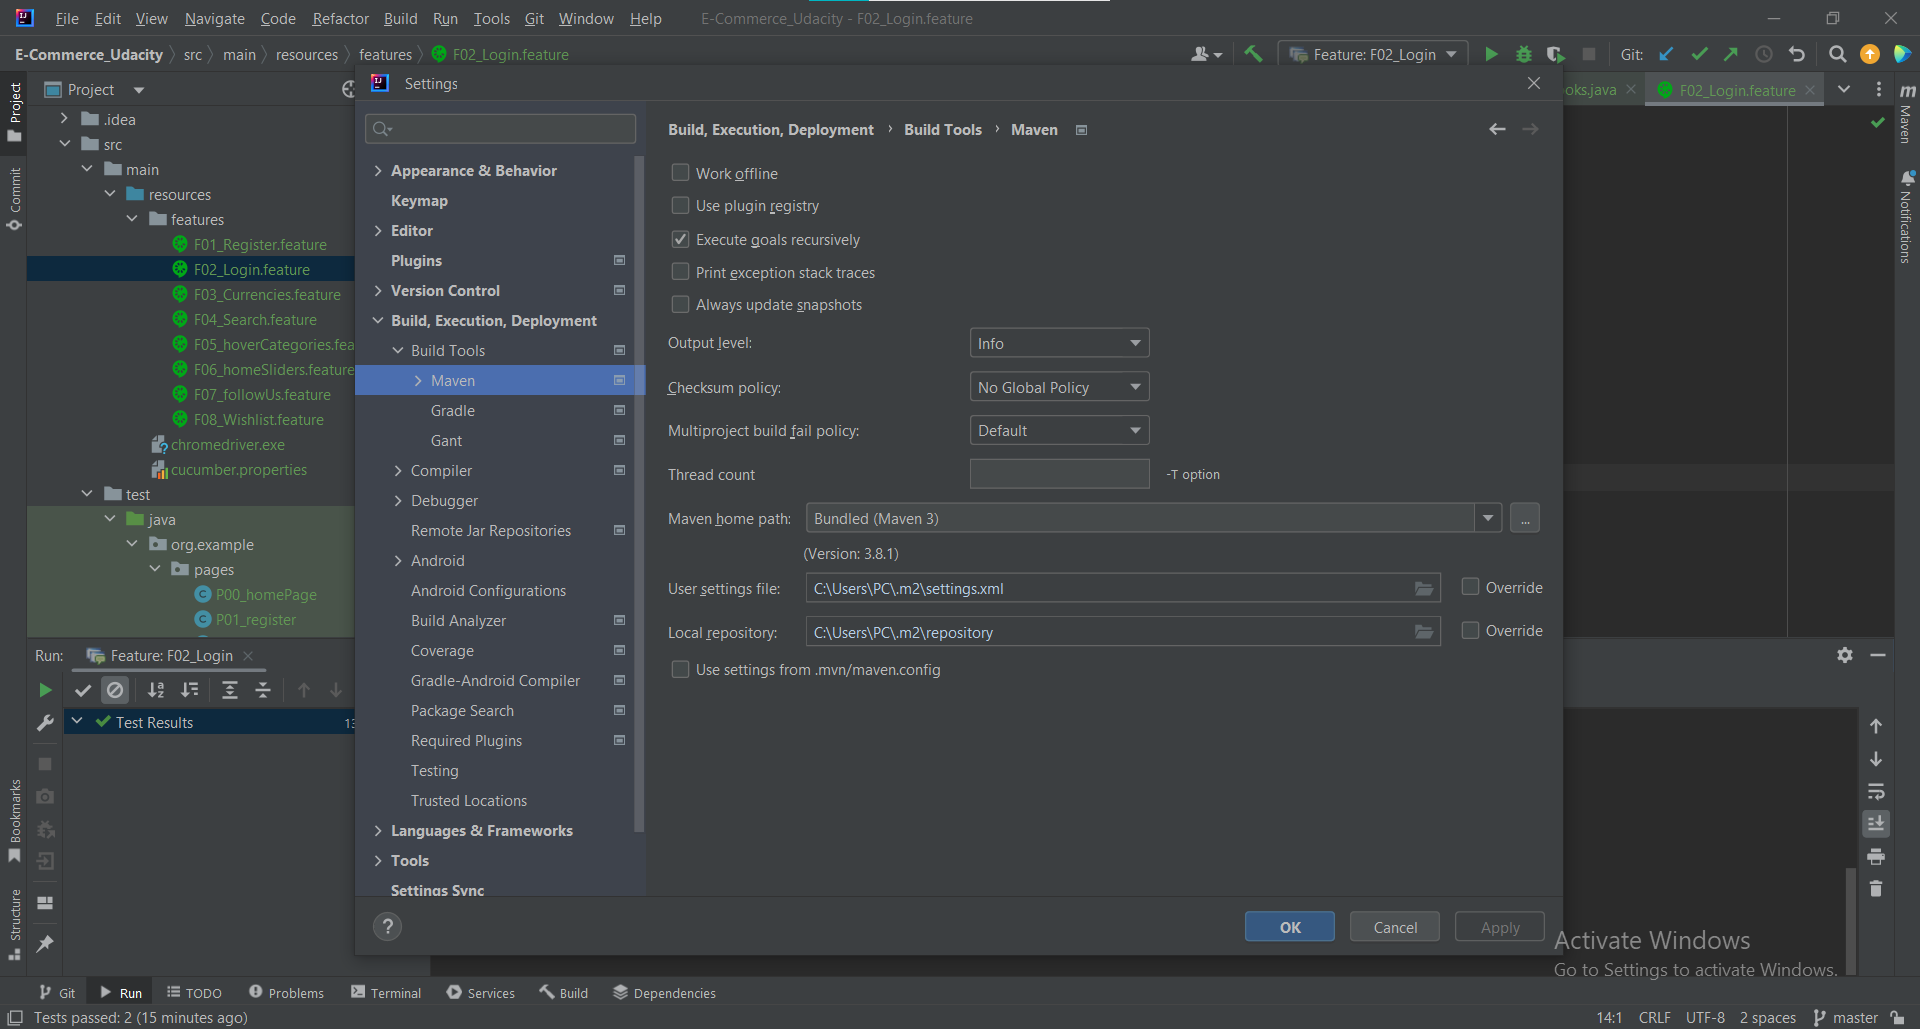 File Edit View Navigate Code Refactor Build Run Tools Git Window Help E-Commerce_Udacity - F02_Login.feature
E-Commerce_Udacity src main resources features F02_Login.feature Feature: F02_Login Git:
Project
oks.java F02_Login.feature
Project
Commit
Bookmarks
Structure
Maven
Notifications
.idea
src
main
resources
features
F01_Register.feature
F02_Login.feature
F03_Currencies.feature
F04_Search.feature
F05_hoverCategories.fea
F06_homeSliders.feature
F07_followUs.feature
F08_Wishlist.feature
chromedriver.exe
cucumber.properties
test
java
org.example
pages
P00_homePage
P01_register
Settings
Appearance & Behavior
Keymap
Editor
Plugins
Version Control
Build, Execution, Deployment
Build Tools
Maven
Gradle
Gant
Compiler
Debugger
Remote Jar Repositories
Android
Android Configurations
Build Analyzer
Coverage
Gradle-Android Compiler
Package Search
Required Plugins
Testing
Trusted Locations
Languages & Frameworks
Tools
Settings Sync
Build, Execution, Deployment › Build Tools › Maven
Work offline
Use plugin registry
Execute goals recursively
Print exception stack traces
Always update snapshots
Output level: Info
Checksum policy: No Global Policy
Multiproject build fail policy: Default
Thread count -T option
Maven home path: Bundled (Maven 3) ...
(Version: 3.8.1)
User settings file: C:\Users\PC\.m2\settings.xml Override
Local repository: C:\Users\PC\.m2\repository Override
Use settings from .mvn/maven.config
? OK Cancel Apply
Run: Feature: F02_Login
Test Results 13
Activate Windows
Go to Settings to activate Windows.
Git Run TODO Problems Terminal Services Build Dependencies
Tests passed: 2 (15 minutes ago) 14:1 CRLF UTF-8 2 spaces master